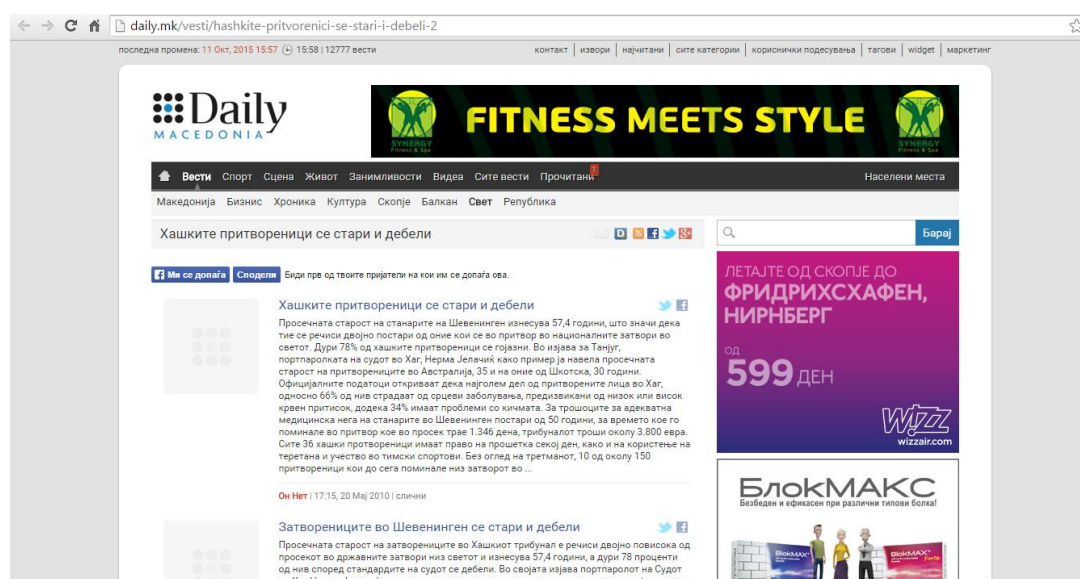 daily.mk/vesti/hashkite-pritvorenici-se-stari-i-debeli-2
последна промена: 11 Окт, 2015 15:57 15:58 | 12777 вести
контакт | извори | најчитани | сите категории | кориснички подесувања | тагови | widget | маркетинг
Daily
MACEDONIA
SYNERGY
Fitness & Spa
FITNESS MEETS STYLE
SYNERGY
Fitness & Spa
Вести Спорт Сцена Живот Занимливости Видеа Сите вести Прочитани
Населени места
Македонија Бизнис Хроника Култура Скопје Балкан Свет Република
Хашките притвореници се стари и дебели
Барај
Ми се допаѓа Сподели Биди прв од твоите пријатели на кои им се допаѓа ова.
Хашките притвореници се стари и дебели
Просечната старост на станарите на Шевенинген изнесува 57,4 години, што значи дека
тие се речиси двојно постари од оние кои се во притвор во националните затвори во
светот. Дури 78% од хашките притвореници се гојазни. Во изјава за Танјуг,
портпаролката на судот во Хаг, Нерма Јелачиќ како пример ја навела просечната
старост на притворениците во Австралија, 35 и на оние од Шкотска, 30 години.
Официјалните податоци откриваат дека најголем дел од притворените лица во Хаг,
односно 66% од нив страдаат од срцеви заболувања, предизвикани од низок или висок
крвен притисок, додека 34% имаат проблеми со кичмата. За трошоците за адекватна
медицинска нега на станарите во Шевенинген постари од 50 години, за времето кое го
поминале во притвор кое во просек трае 1.346 дена, трибуналот троши околу 3.800 евра.
Сите 36 хашки протвореници имаат право на прошетка секој ден, како и на користење на
теретана и учество во тимски спортови. Без оглед на третманот, 10 од околу 150
притвореници кои до сега поминале низ затворот во ...
Он Нет | 17:15, 20 Мај 2010 | слични
Затворениците во Шевенинген се стари и дебели
Просечната старост на затворениците во Хашкиот трибунал е речиси двојно повисока од
просекот во државните затвори низ светот и изнесува 57,4 години, а дури 78 проценти
од нив според стандардите на судот се дебели. Во својата изјава портпаролот на Судот
ЛЕТАЈТЕ ОД СКОПЈЕ ДО
ФРИДРИХСХАФЕН,
НИРНБЕРГ
ОД
599 ДЕН
WIZZ
wizzair.com
БлокМАКС
Безбеден и ефикасен при различни типови болка!
BlokMAX
BlokMAX
Forte